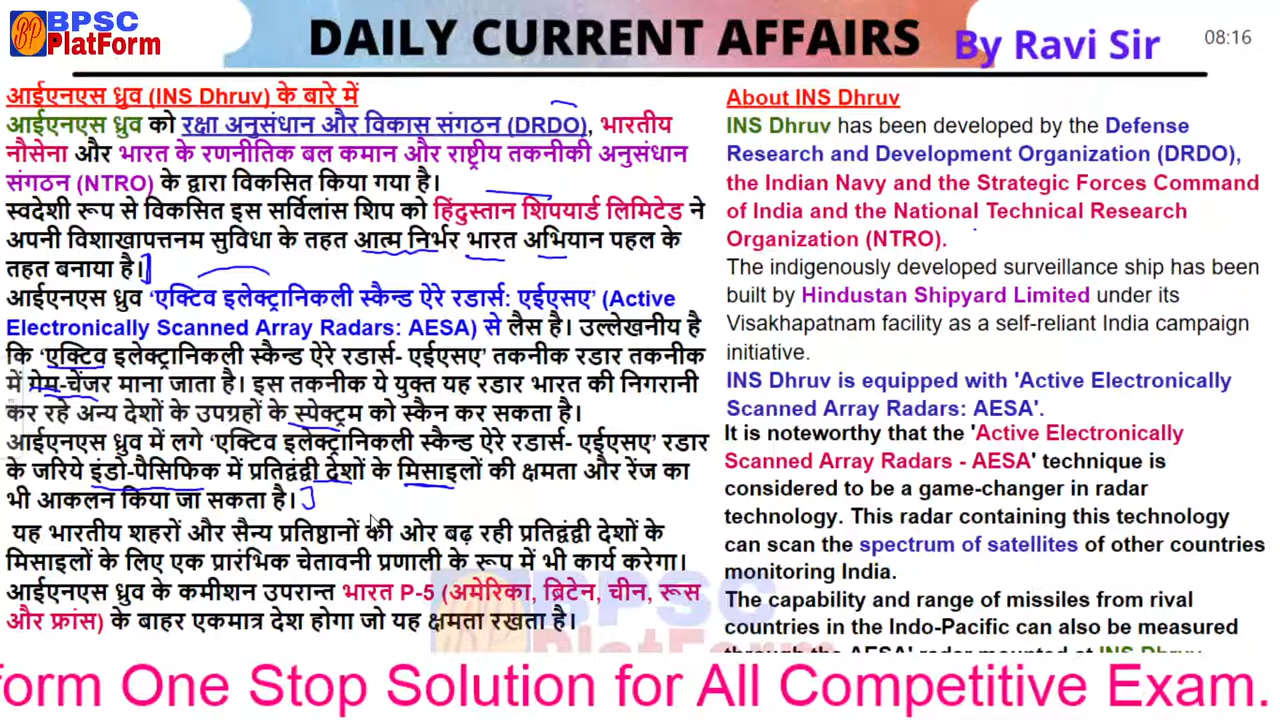 BPSC
PlatForm
DAILY CURRENT AFFAIRS
By Ravi Sir
08:16
आईएनएस ध्रुव (INS Dhruv) के बारे में
आईएनएस ध्रुव को रक्षा अनुसंधान और विकास संगठन (DRDO), भारतीय
नौसेना और भारत के रणनीतिक बल कमान और राष्ट्रीय तकनीकी अनुसंधान
संगठन (NTRO) के द्वारा विकसित किया गया है।
स्वदेशी रूप से विकसित इस सर्विलांस शिप को हिंदुस्तान शिपयार्ड लिमिटेड ने
अपनी विशाखापत्तनम सुविधा के तहत आत्म निर्भर भारत अभियान पहल के
तहत बनाया है।
आईएनएस ध्रुव ‘एक्टिव इलेक्ट्रानिकली स्कैन्ड ऐरे रडार्स: एईएसए’ (Active
Electronically Scanned Array Radars: AESA) से लैस है। उल्लेखनीय है
कि ‘एक्टिव इलेक्ट्रानिकली स्कैन्ड ऐरे रडार्स- एईएसए’ तकनीक रडार तकनीक
में गेम-चेंजर माना जाता है। इस तकनीक ये युक्त यह रडार भारत की निगरानी
कर रहे अन्य देशों के उपग्रहों के स्पेक्ट्रम को स्कैन कर सकता है।
आईएनएस ध्रुव में लगे ‘एक्टिव इलेक्ट्रानिकली स्कैन्ड ऐरे रडार्स- एईएसए’ रडार
के जरिये इंडो-पैसिफिक में प्रतिद्वंद्वी देशों के मिसाइलों की क्षमता और रेंज का
भी आकलन किया जा सकता है।
यह भारतीय शहरों और सैन्य प्रतिष्ठानों की ओर बढ़ रही प्रतिद्वंद्वी देशों के
मिसाइलों के लिए एक प्रारंभिक चेतावनी प्रणाली के रूप में भी कार्य करेगा।
आईएनएस ध्रुव के कमीशन उपरान्त भारत P-5 (अमेरिका, ब्रिटेन, चीन, रूस
और फ्रांस) के बाहर एकमात्र देश होगा जो यह क्षमता रखता है।
About INS Dhruv
INS Dhruv has been developed by the Defense
Research and Development Organization (DRDO),
the Indian Navy and the Strategic Forces Command
of India and the National Technical Research
Organization (NTRO).
The indigenously developed surveillance ship has been
built by Hindustan Shipyard Limited under its
Visakhapatnam facility as a self-reliant India campaign
initiative.
INS Dhruv is equipped with 'Active Electronically
Scanned Array Radars: AESA'.
It is noteworthy that the 'Active Electronically
Scanned Array Radars - AESA' technique is
considered to be a game-changer in radar
technology. This radar containing this technology
can scan the spectrum of satellites of other countries
monitoring India.
The capability and range of missiles from rival
countries in the Indo-Pacific can also be measured
through the AESA' radar mounted at INS Dhruv
BPSC
PlatForm
form One Stop Solution for All Competitive Exam.